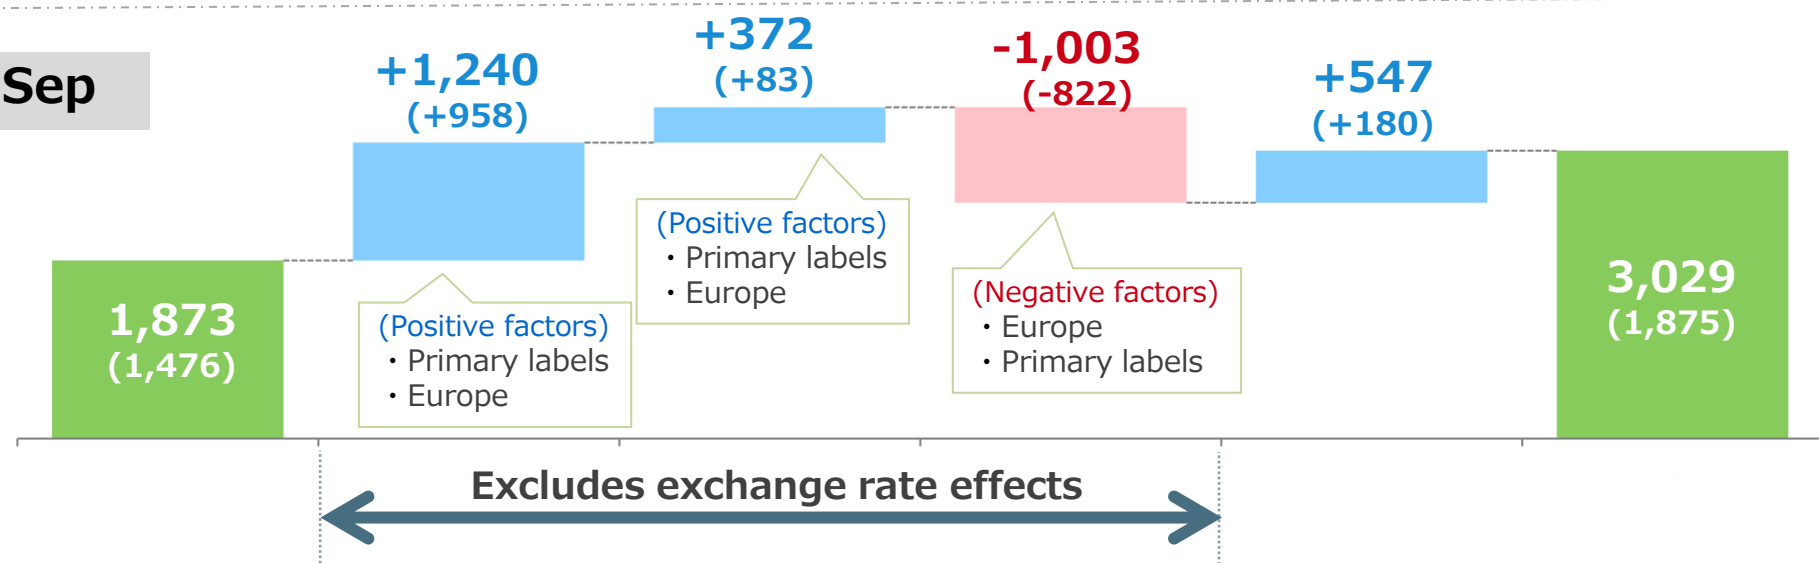 Sep
+1,240
(+958)
+372
(+83)
-1,003
(-822)
+547
(+180)
1,873
(1,476)
(Positive factors)
・Primary labels
・Europe
(Positive factors)
・Primary labels
・Europe
(Negative factors)
・Europe
・Primary labels
3,029
(1,875)
Excludes exchange rate effects